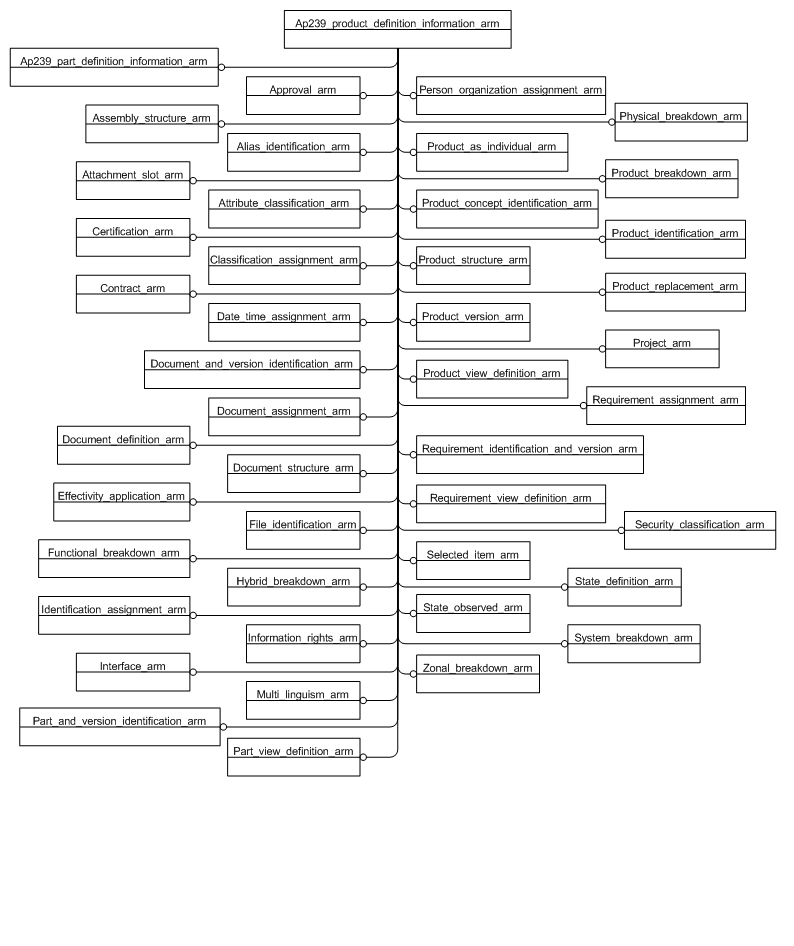 Ap239_product_definition_information_arm
Ap239_part_definition_information_arm
Approval_arm
Person_organization_assignment_arm
Assembly_structure_arm
Physical_breakdown_arm
Alias_identification_arm
Product_as_individual_arm
Attachment_slot_arm
Product_breakdown_arm
Attribute_classification_arm
Product_concept_identification_arm
Certification_arm
Product_identification_arm
Classification_assignment_arm
Product_structure_arm
Contract_arm
Product_replacement_arm
Date_time_assignment_arm
Product_version_arm
Project_arm
Document_and_version_identification_arm
Product_view_definition_arm
Requirement_assignment_arm
Document_assignment_arm
Document_definition_arm
Requirement_identification_and_version_arm
Document_structure_arm
Effectivity_application_arm
Requirement_view_definition_arm
File_identification_arm
Security_classification_arm
Functional_breakdown_arm
Selected_item_arm
Hybrid_breakdown_arm
State_definition_arm
Identification_assignment_arm
State_observed_arm
Information_rights_arm
System_breakdown_arm
Interface_arm
Zonal_breakdown_arm
Multi_linguism_arm
Part_and_version_identification_arm
Part_view_definition_arm